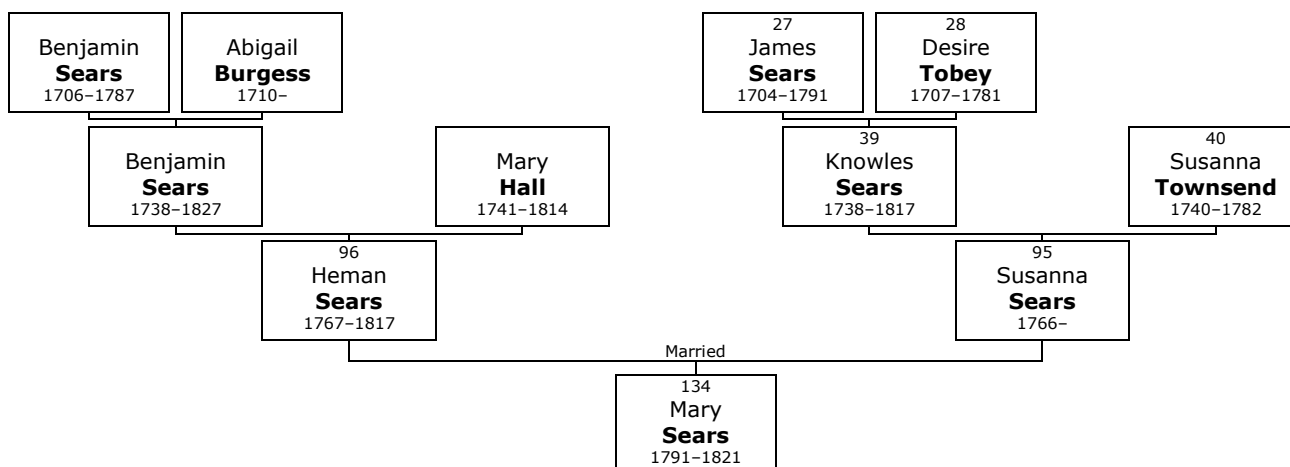 Benjamin
Sears
1706–1787
Abigail
Burgess
1710–
27
James
Sears
1704–1791
28
Desire
Tobey
1707–1781
Benjamin
Sears
1738–1827
Mary
Hall
1741–1814
39
Knowles
Sears
1738–1817
40
Susanna
Townsend
1740–1782
96
Heman
Sears
1767–1817
95
Susanna
Sears
1766–
Married
134
Mary
Sears
1791–1821